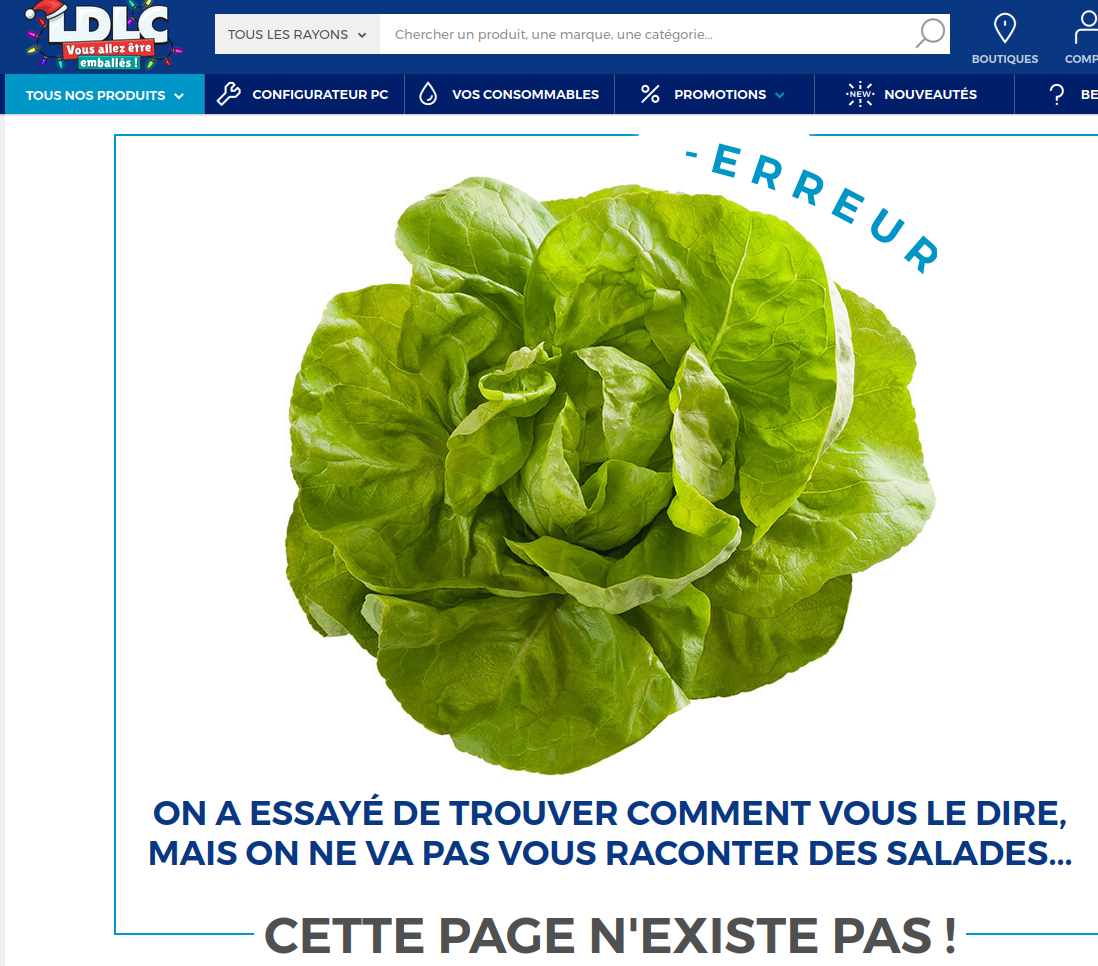 LDLC
Vous allez être
emballés !
TOUS LES RAYONS
Chercher un produit, une marque, une catégorie...
BOUTIQUES
COMP
TOUS NOS PRODUITS
CONFIGURATEUR PC
VOS CONSOMMABLES
% PROMOTIONS
NEW NOUVEAUTÉS
? BE
- ERREUR
ON A ESSAYÉ DE TROUVER COMMENT VOUS LE DIRE,
MAIS ON NE VA PAS VOUS RACONTER DES SALADES...
CETTE PAGE N'EXISTE PAS !